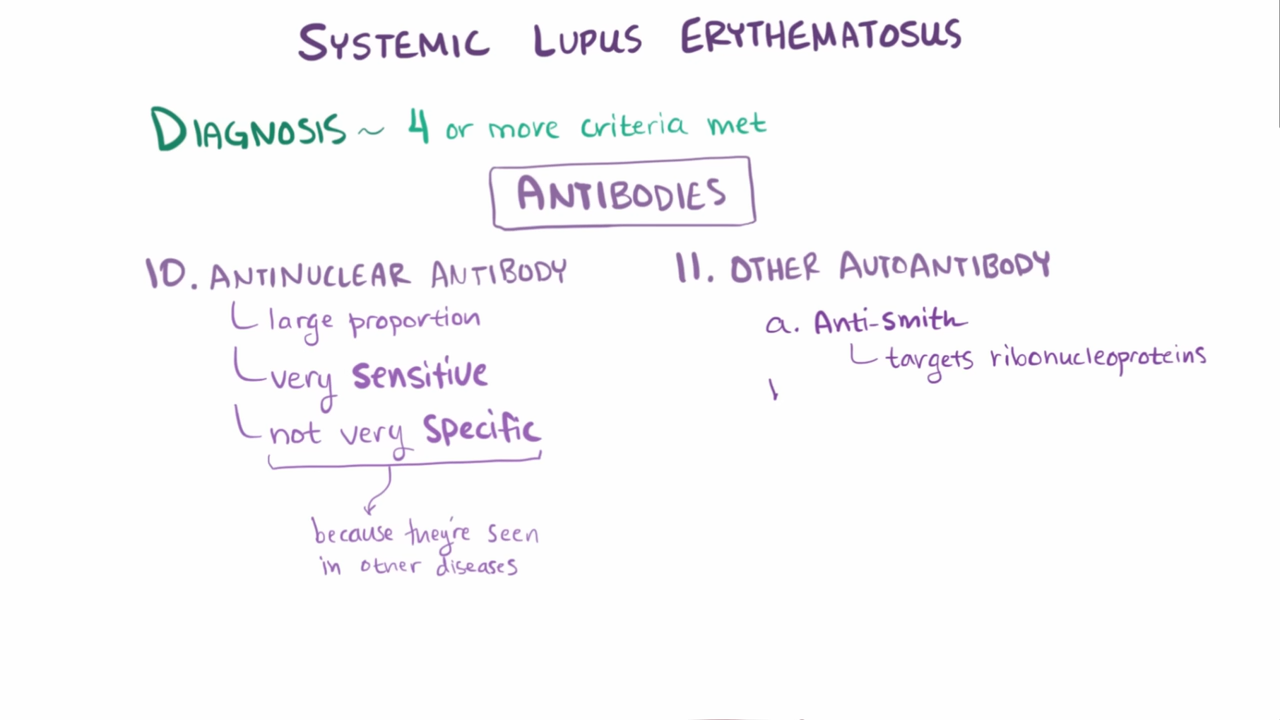 SYSTEMIC LUPUS ERYTHEMATOSUS
DIAGNOSIS ~ 4 or more criteria met
ANTIBODIES
10. ANTINUCLEAR ANTIBODY
large proportion
very sensitive
not very specific
because they're seen
in other diseases
11. OTHER AUTOANTIBODY
a. Anti-smith
targets ribonucleoproteins